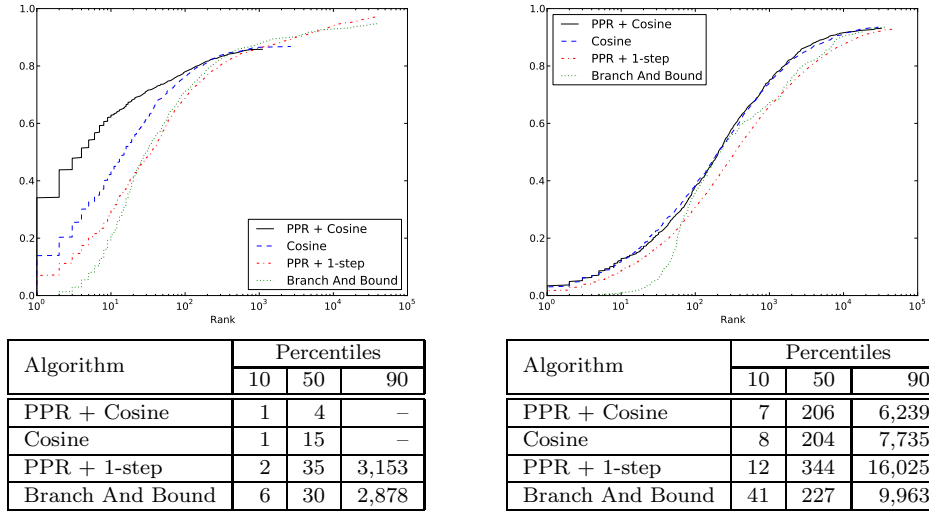 1.0
0.8
0.6
0.4
0.2
0.0
10^0
10^1
10^2
10^3
10^4
10^5
Rank
PPR + Cosine
Cosine
PPR + 1-step
Branch And Bound
1.0
0.8
0.6
0.4
0.2
0.0
10^0
10^1
10^2
10^3
10^4
10^5
Rank
PPR + Cosine
Cosine
PPR + 1-step
Branch And Bound
Algorithm Percentiles
10 50 90
PPR + Cosine 1 4 –
Cosine 1 15 –
PPR + 1-step 2 35 3,153
Branch And Bound 6 30 2,878
Algorithm Percentiles
10 50 90
PPR + Cosine 7 206 6,239
Cosine 8 204 7,735
PPR + 1-step 12 344 16,025
Branch And Bound 41 227 9,963